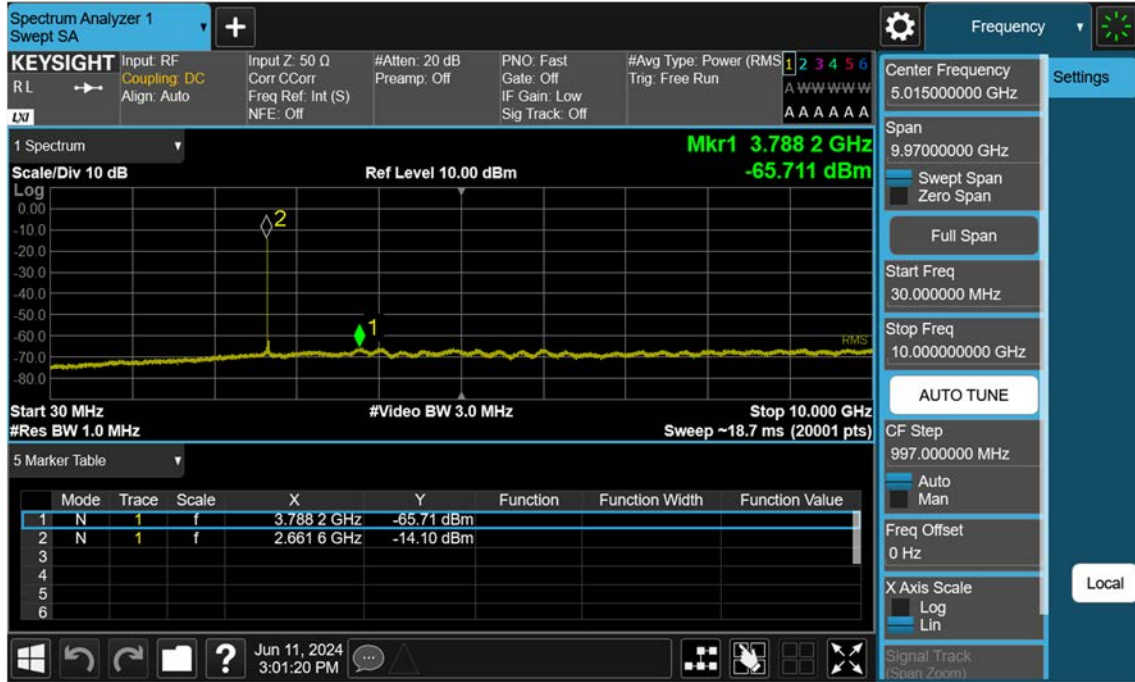 Spectrum Analyzer 1
Swept SA
+
Frequency
KEYSIGHT
R L
LXI
Input: RF
Coupling: DC
Align: Auto
Input Z: 50 Ω
Corr CCorr
Freq Ref: Int (S)
NFE: Off
#Atten: 20 dB
Preamp: Off
PNO: Fast
Gate: Off
IF Gain: Low
Sig Track: Off
#Avg Type: Power (RMS
Trig: Free Run
1 2 3 4 5 6
A W W W W W
A A A A A A
1 Spectrum
Scale/Div 10 dB
Ref Level 10.00 dBm
Mkr1 3.788 2 GHz
-65.711 dBm
Log
0.00
-10.0
-20.0
-30.0
-40.0
-50.0
-60.0
-70.0
-80.0
2
1
RMS
Start 30 MHz
#Video BW 3.0 MHz
Stop 10.000 GHz
#Res BW 1.0 MHz
Sweep ~18.7 ms (20001 pts)
5 Marker Table
Mode Trace Scale X Y Function Function Width Function Value
1 N 1 f 3.788 2 GHz -65.71 dBm
2 N 1 f 2.661 6 GHz -14.10 dBm
3
4
5
6
Jun 11, 2024
3:01:20 PM
?
Center Frequency
5.015000000 GHz
Settings
Span
9.97000000 GHz
Swept Span
Zero Span
Full Span
Start Freq
30.000000 MHz
Stop Freq
10.000000000 GHz
AUTO TUNE
CF Step
997.000000 MHz
Auto
Man
Freq Offset
0 Hz
X Axis Scale
Log
Lin
Local
Signal Track
(Span Zoom)